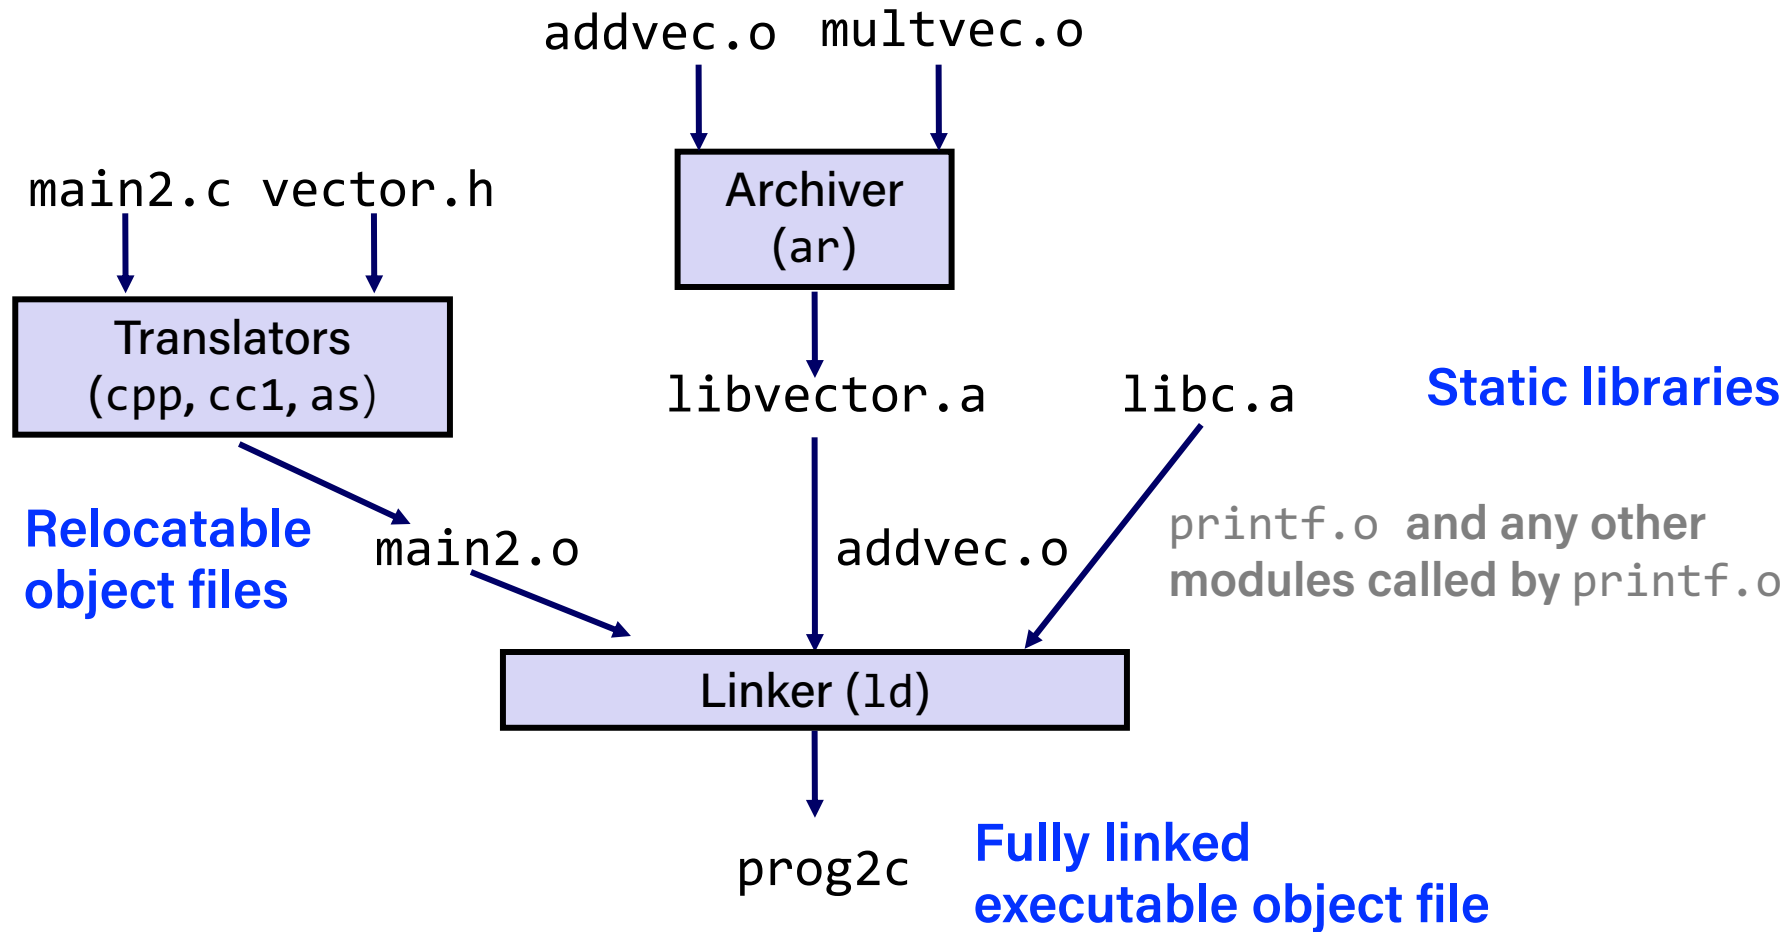 addvec.o multvec.o
main2.c vector.h
Archiver
(ar)
Translators
(cpp, cc1, as)
libvector.a
libc.a
Static libraries
Relocatable
object files
main2.o
addvec.o
printf.o and any other
modules called by printf.o
Linker (ld)
prog2c
Fully linked
executable object file